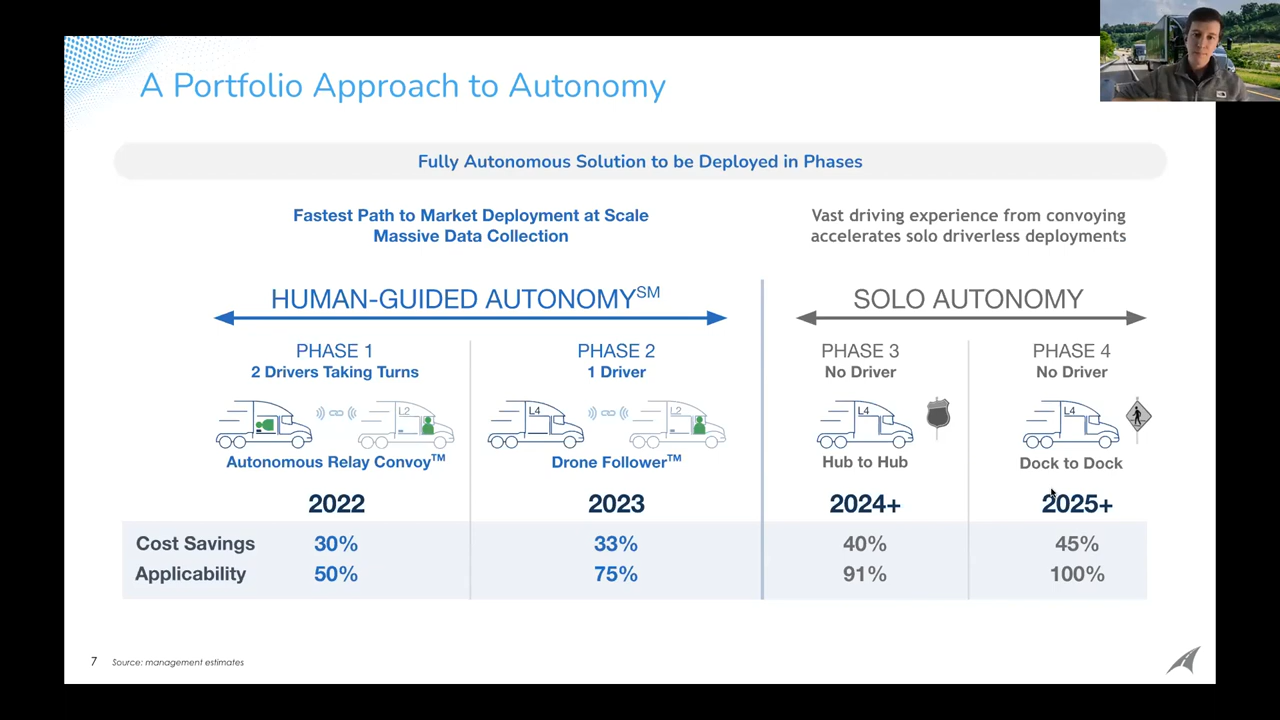 A Portfolio Approach to Autonomy
Fully Autonomous Solution to be Deployed in Phases
Fastest Path to Market Deployment at Scale
Massive Data Collection
Vast driving experience from convoying
accelerates solo driverless deployments
HUMAN-GUIDED AUTONOMY℠
SOLO AUTONOMY
PHASE 1
2 Drivers Taking Turns
L2
Autonomous Relay Convoy™
2022
PHASE 2
1 Driver
L4
L2
Drone Follower™
2023
PHASE 3
No Driver
L4
Hub to Hub
2024+
PHASE 4
No Driver
L4
Dock to Dock
2025+
Cost Savings 30% 33% 40% 45%
Applicability 50% 75% 91% 100%
7 Source: management estimates